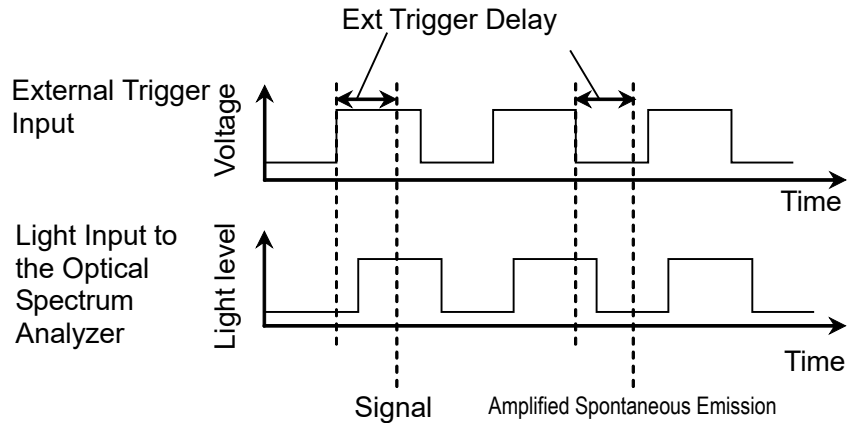 Ext Trigger Delay
External Trigger
Input
Voltage
Time
Light Input to
the Optical
Spectrum
Analyzer
Light level
Time
Signal
Amplified Spontaneous Emission